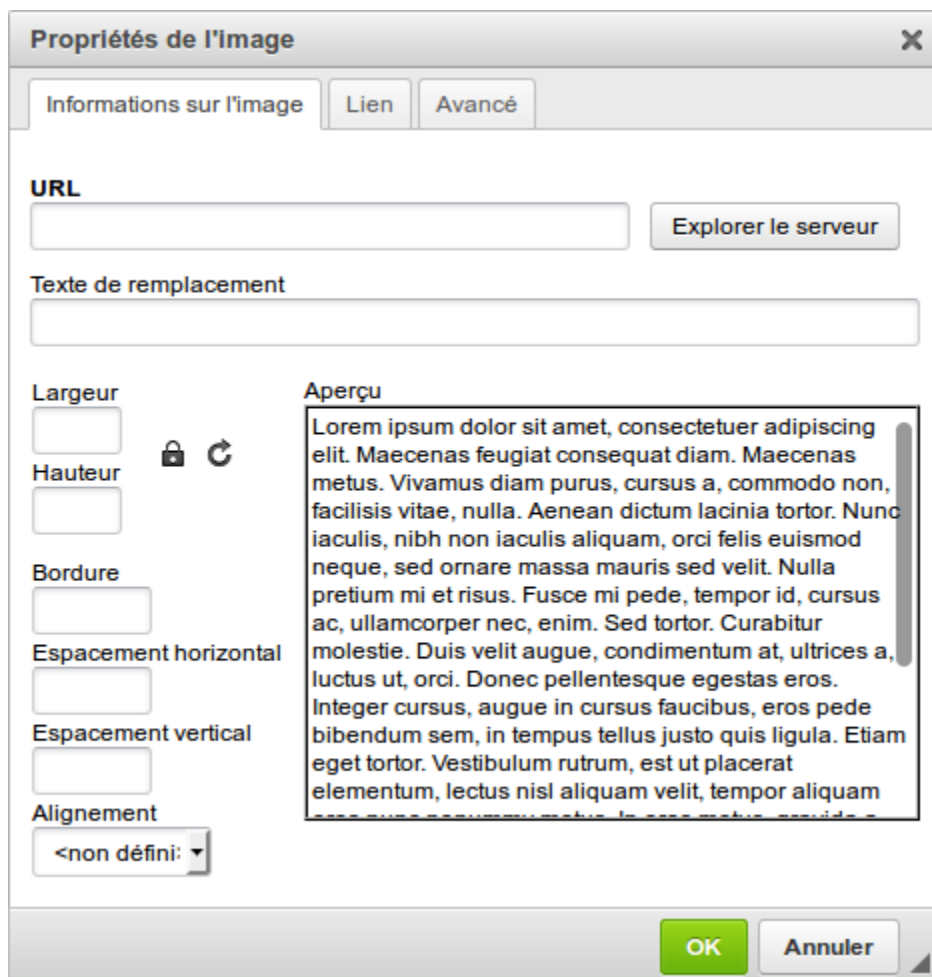 Propriétés de l'image
Informations sur l'image
Lien
Avancé
URL
Explorer le serveur
Texte de remplacement
Largeur
Hauteur
Bordure
Espacement horizontal
Espacement vertical
Alignement
<non défini>
Aperçu
Lorem ipsum dolor sit amet, consectetuer adipiscing
elit. Maecenas feugiat consequat diam. Maecenas
metus. Vivamus diam purus, cursus a, commodo non,
facilisis vitae, nulla. Aenean dictum lacinia tortor. Nunc
iaculis, nibh non iaculis aliquam, orci felis euismod
neque, sed ornare massa mauris sed velit. Nulla
pretium mi et risus. Fusce mi pede, tempor id, cursus
ac, ullamcorper nec, enim. Sed tortor. Curabitur
molestie. Duis velit augue, condimentum at, ultrices a,
luctus ut, orci. Donec pellentesque egestas eros.
Integer cursus, augue in cursus faucibus, eros pede
bibendum sem, in tempus tellus justo quis ligula. Etiam
eget tortor. Vestibulum rutrum, est ut placerat
elementum, lectus nisl aliquam velit, tempor aliquam
OK
Annuler